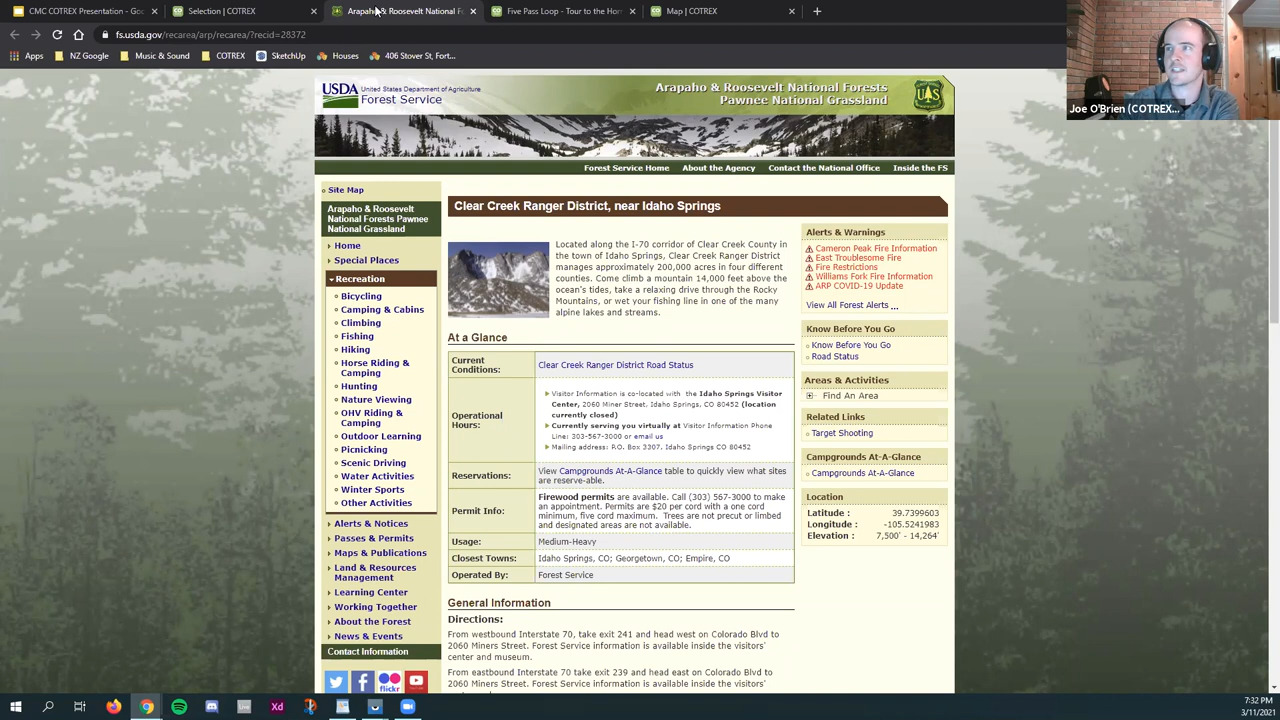 CMC COTREX Presentation - Goo
Selection | COTREX
Arapaho & Roosevelt National Fo
Five Pass Loop - Tour to the Hom
Map | COTREX
fs.usda.gov/recarea/arp/recarea/?recid=28372
Apps
NZ Google
Music & Sound
COTREX
SketchUp
Houses
406 Stover St, Fort...
Joe O'Brien (COTREX...
USDA
United States Department of Agriculture
Forest Service
Arapaho & Roosevelt National Forests
Pawnee National Grassland
UAS
Forest Service Home
About the Agency
Contact the National Office
Inside the FS
Site Map
Arapaho & Roosevelt
National Forests Pawnee
National Grassland
Home
Special Places
Recreation
Bicycling
Camping & Cabins
Climbing
Fishing
Hiking
Horse Riding &
Camping
Hunting
Nature Viewing
OHV Riding &
Camping
Outdoor Learning
Picnicking
Scenic Driving
Water Activities
Winter Sports
Other Activities
Alerts & Notices
Passes & Permits
Maps & Publications
Land & Resources
Management
Learning Center
Working Together
About the Forest
News & Events
Contact Information
flickr
YouTube
Clear Creek Ranger District, near Idaho Springs
Located along the I-70 corridor of Clear Creek County in
the town of Idaho Springs, Clear Creek Ranger District
manages approximately 200,000 acres in four different
counties. Come climb a mountain 14,000 feet above the
ocean's tides, take a relaxing drive through the Rocky
Mountains, or wet your fishing line in one of the many
alpine lakes and streams.
At a Glance
Current
Conditions:
Clear Creek Ranger District Road Status
Operational
Hours:
Visitor Information is co-located with the Idaho Springs Visitor
Center, 2060 Miner Street, Idaho Springs, CO 80452 (location
currently closed)
Currently serving you virtually at Visitor Information Phone
Line: 303-567-3000 or email us
Mailing address: P.O. Box 3307, Idaho Springs CO 80452
Reservations:
View Campgrounds At-A-Glance table to quickly view what sites
are reserve-able.
Permit Info:
Firewood permits are available. Call (303) 567-3000 to make
an appointment. Permits are $20 per cord with a one cord
minimum, five cord maximum. Trees are not precut or limbed
and designated areas are not available.
Usage:
Medium-Heavy
Closest Towns:
Idaho Springs, CO; Georgetown, CO; Empire, CO
Operated By:
Forest Service
General Information
Directions:
From westbound Interstate 70, take exit 241 and head west on Colorado Blvd to
2060 Miners Street. Forest Service information is available inside the visitors'
center and museum.
From eastbound Interstate 70 take exit 239 and head east on Colorado Blvd to
2060 Miners Street. Forest Service information is available inside the visitors'
Alerts & Warnings
Cameron Peak Fire Information
East Troublesome Fire
Fire Restrictions
Williams Fork Fire Information
ARP COVID-19 Update
View All Forest Alerts ...
Know Before You Go
Know Before You Go
Road Status
Areas & Activities
Find An Area
Related Links
Target Shooting
Campgrounds At-A-Glance
Campgrounds At-A-Glance
Location
Latitude : 39.7399603
Longitude : -105.5241983
Elevation : 7,500' - 14,264'
live
Xd
7:32 PM
3/11/2021